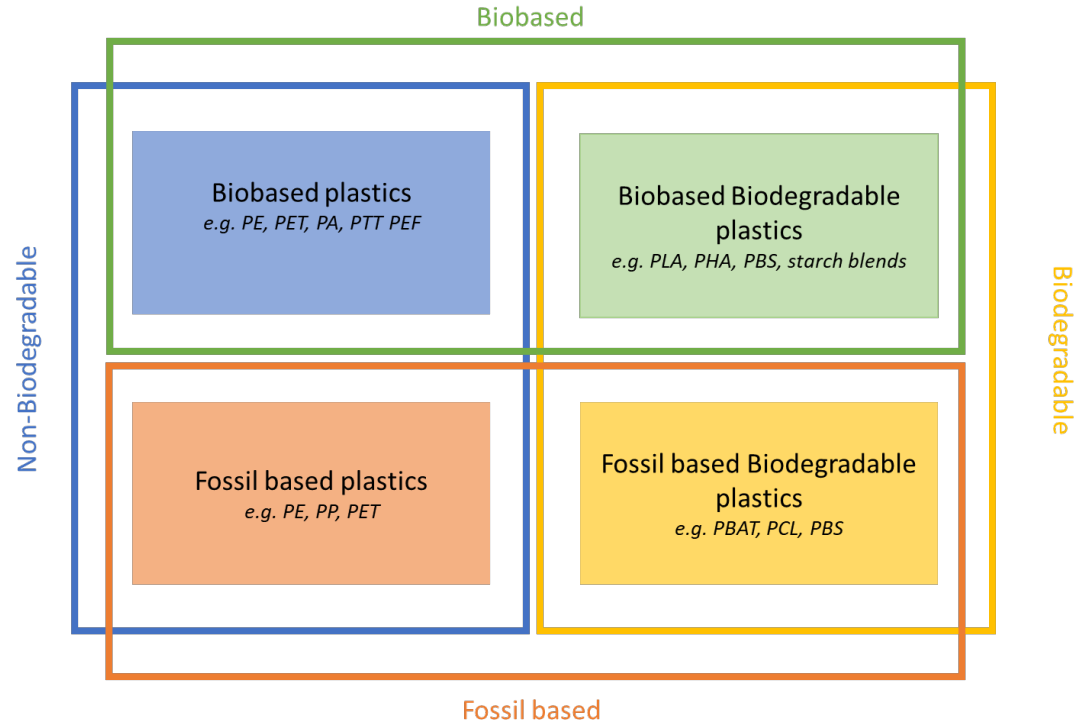 Biobased
Biobased plastics
e.g. PE, PET, PA, PTT PEF
Biobased Biodegradable
plastics
e.g. PLA, PHA, PBS, starch blends
Non-Biodegradable
Biodegradable
Fossil based plastics
e.g. PE, PP, PET
Fossil based Biodegradable
plastics
e.g. PBAT, PCL, PBS
Fossil based